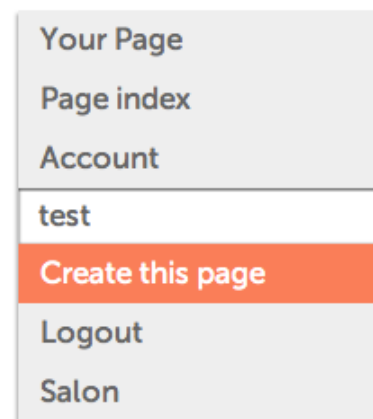 Your Page
Page index
Account
test
Create this page
Logout
Salon